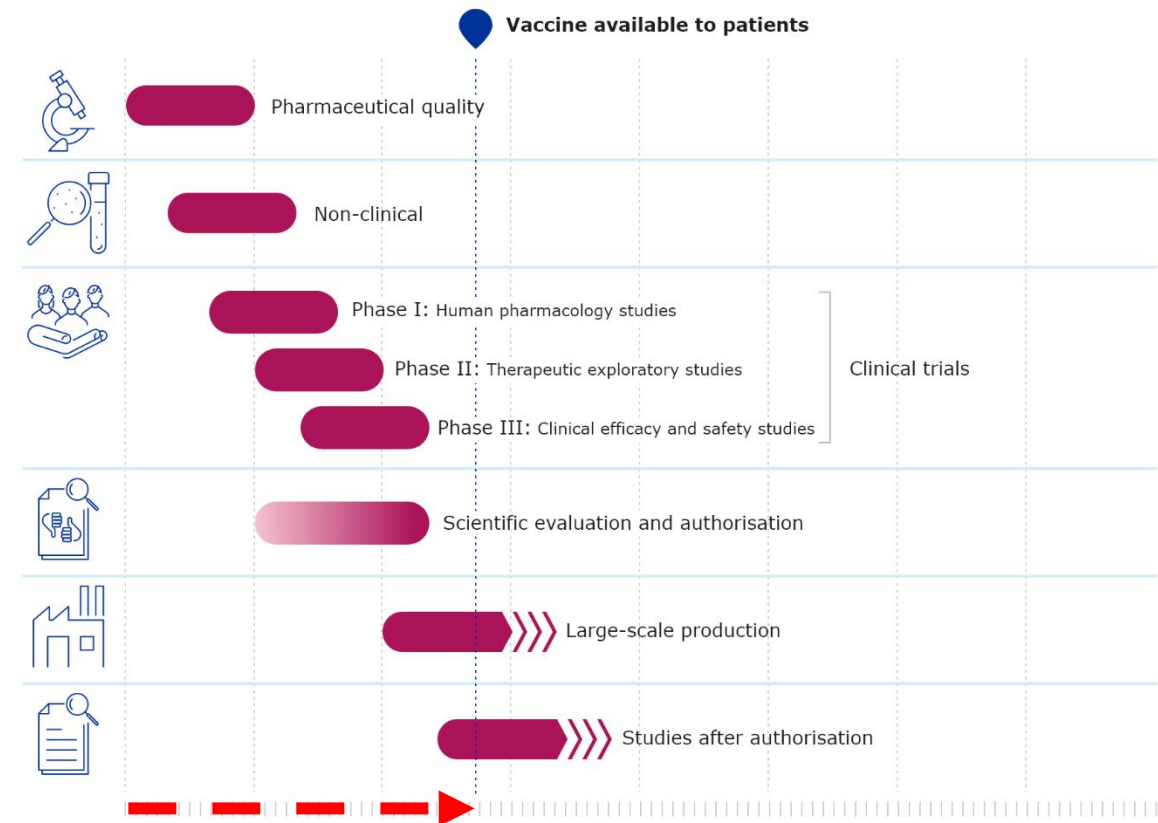 Vaccine available to patients
Pharmaceutical quality
Non-clinical
Phase I: Human pharmacology studies
Phase II: Therapeutic exploratory studies
Clinical trials
Phase III: Clinical efficacy and safety studies
Scientific evaluation and authorisation
Large-scale production
Studies after authorisation